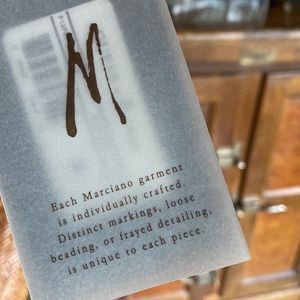 M
Each Marciano garment
is individually crafted.
Distinct markings, loose
beading, or frayed detailing,
is unique to each piece.